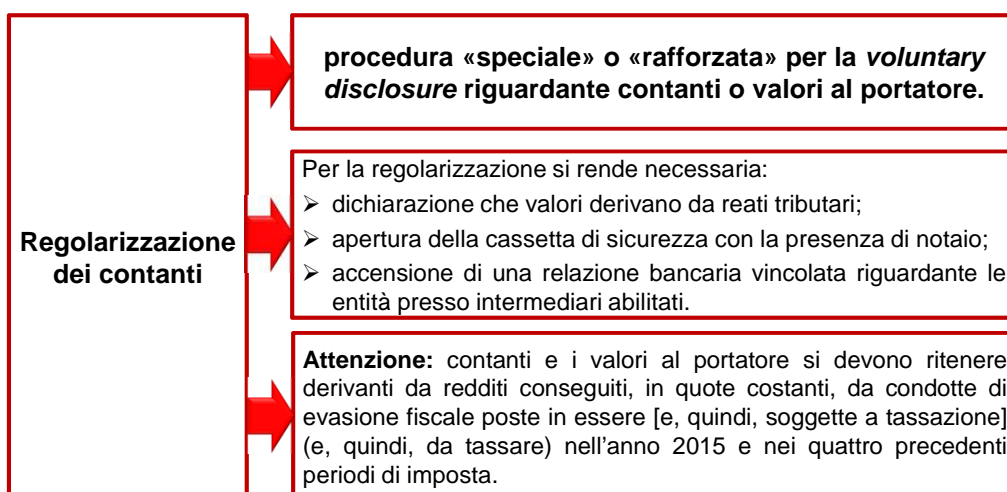 Regolarizzazione
dei contanti
procedura «speciale» o «rafforzata» per la voluntary
disclosure riguardante contanti o valori al portatore.
Per la regolarizzazione si rende necessaria:
➢ dichiarazione che valori derivano da reati tributari;
➢ apertura della cassetta di sicurezza con la presenza di notaio;
➢ accensione di una relazione bancaria vincolata riguardante le
entità presso intermediari abilitati.
Attenzione: contanti e i valori al portatore si devono ritenere
derivanti da redditi conseguiti, in quote costanti, da condotte di
evasione fiscale poste in essere [e, quindi, soggette a tassazione]
(e, quindi, da tassare) nell’anno 2015 e nei quattro precedenti
periodi di imposta.